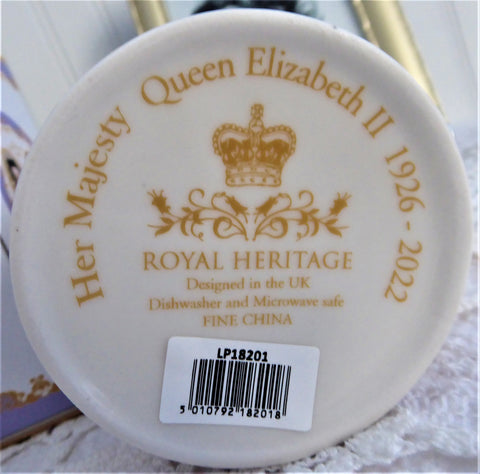 Her Majesty Queen Elizabeth II 1926 - 2022
ROYAL HERITAGE
Designed in the UK
Dishwasher and Microwave safe
FINE CHINA
LP18201
5 010792 182018